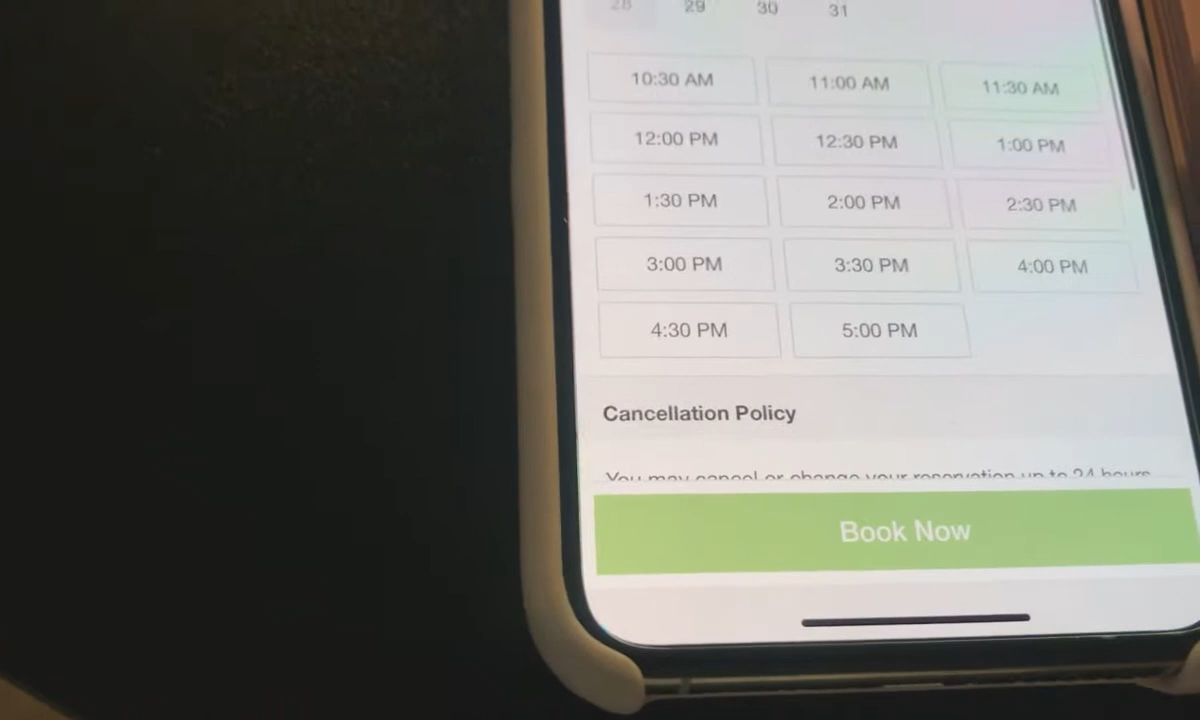 28 29 30 31
10:30 AM 11:00 AM 11:30 AM
12:00 PM 12:30 PM 1:00 PM
1:30 PM 2:00 PM 2:30 PM
3:00 PM 3:30 PM 4:00 PM
4:30 PM 5:00 PM
Cancellation Policy
You may cancel or change your reservation up to 24 hours
Book Now